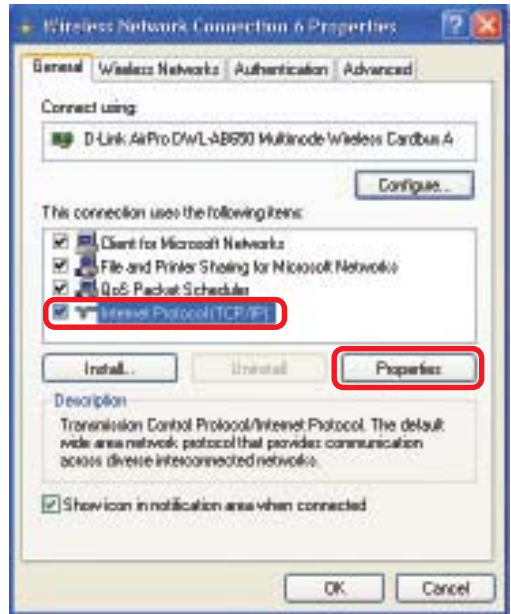 Wireless Network Connection 6 Properties
General Wireless Networks Authentication Advanced
Connect using:
D-Link AirPro DWL-AB650 Multimode Wireless Cardbus A
Configure...
This connection uses the following items:
Client for Microsoft Networks
File and Printer Sharing for Microsoft Networks
QoS Packet Scheduler
Internet Protocol (TCP/IP)
Install... Uninstall Properties
Description
Transmission Control Protocol/Internet Protocol. The default
wide area network protocol that provides communication
across diverse interconnected networks.
Show icon in notification area when connected
OK Cancel